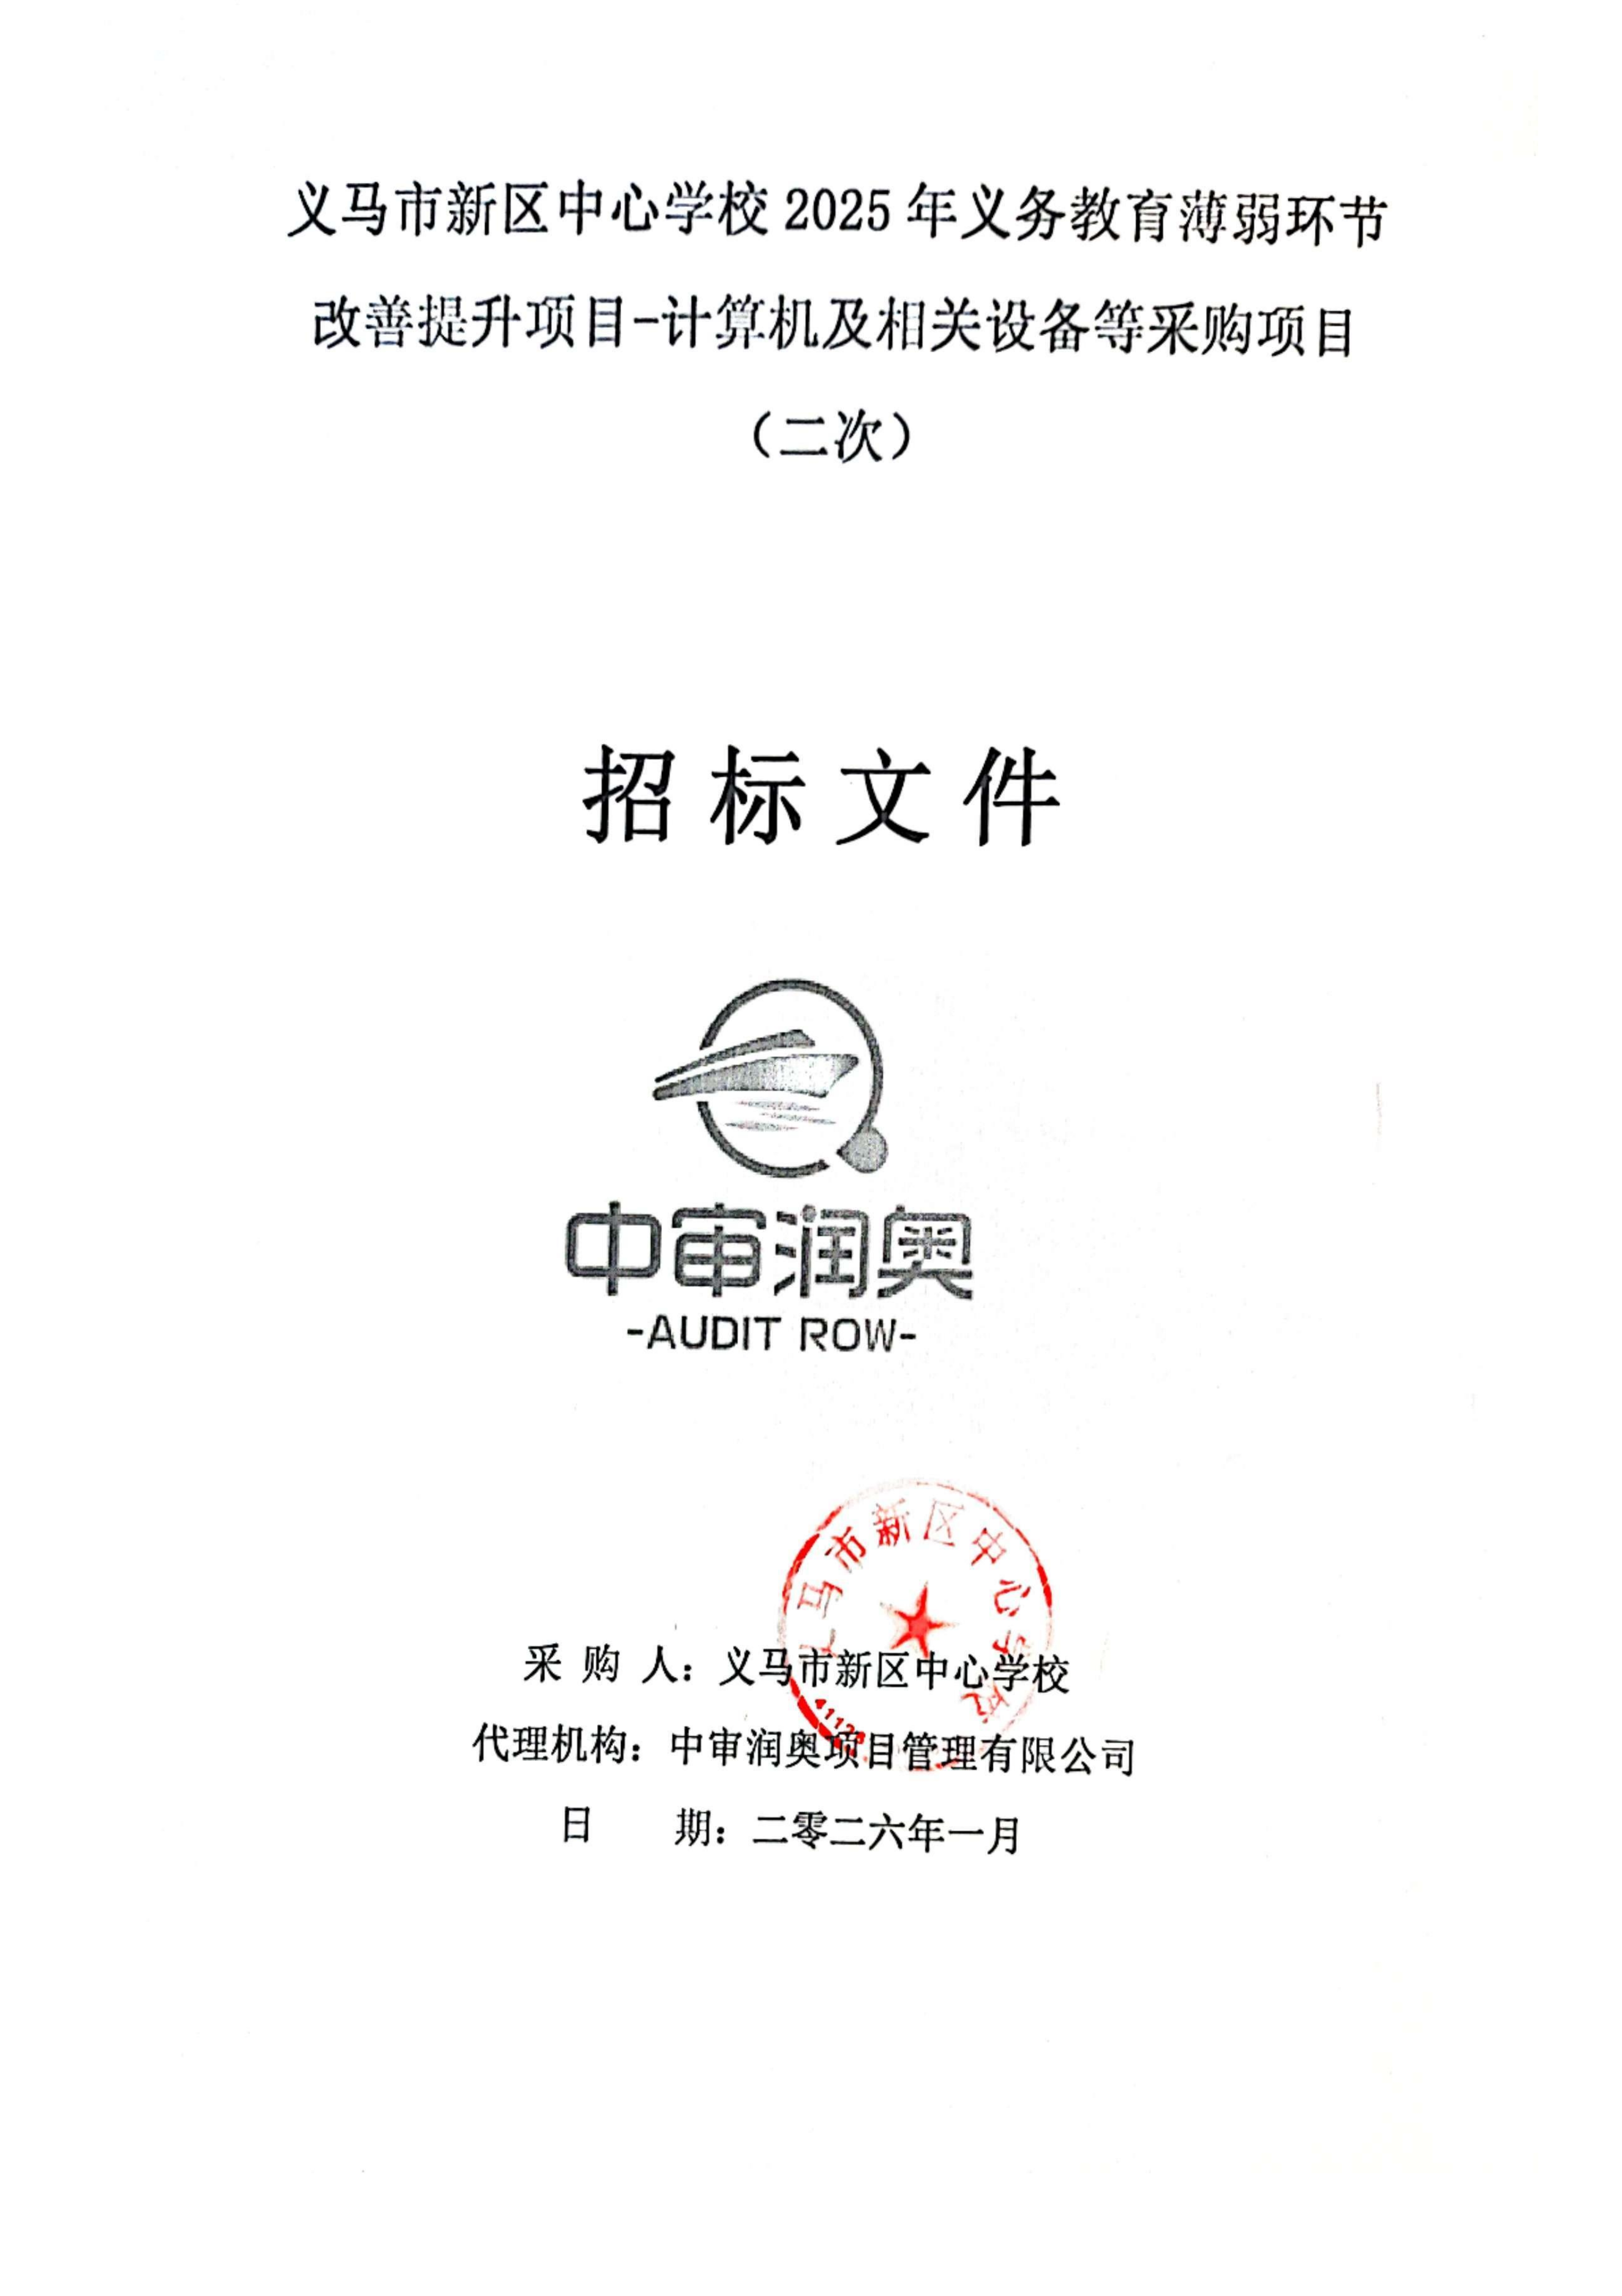 义马市新区中心学校 2025 年义务教育薄弱环节
改善提升项目-计算机及相关设备等采购项目
（二次）
招标文件
中审润奥
-AUDIT ROW-
马市新区中心学校
采 购 人：义马市新区中心学校
41128
代理机构：中审润奥项目管理有限公司
日 期：二零二六年一月